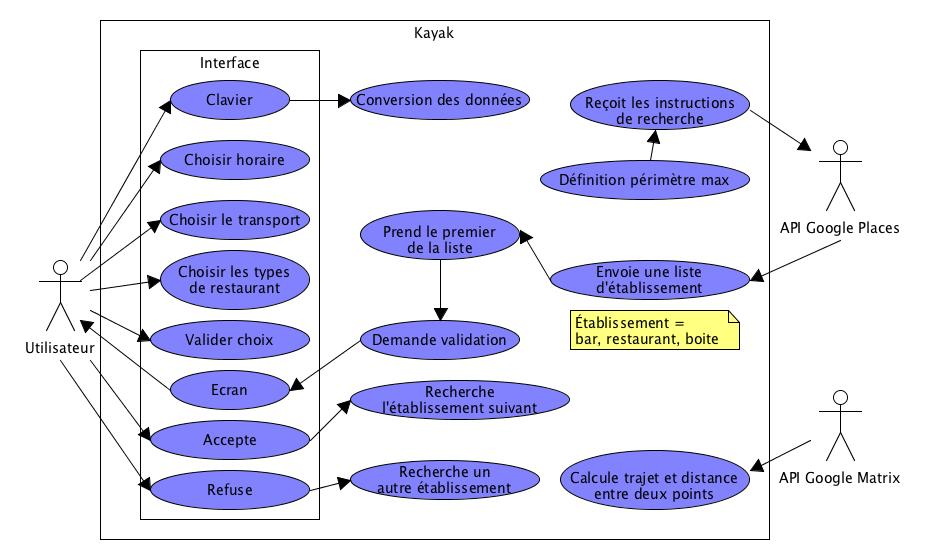 Kayak
Interface
Clavier
Conversion des données
Reçoit les instructions
de recherche
Choisir horaire
Définition périmètre max
Choisir le transport
Prend le premier
de la liste
API Google Places
Choisir les types
de restaurant
Envoie une liste
d'établissement
Établissement =
bar, restaurant, boite
Utilisateur
Valider choix
Demande validation
Ecran
Recherche
l'établissement suivant
Accepte
Refuse
Recherche un
autre établissement
Calcule trajet et distance
entre deux points
API Google Matrix